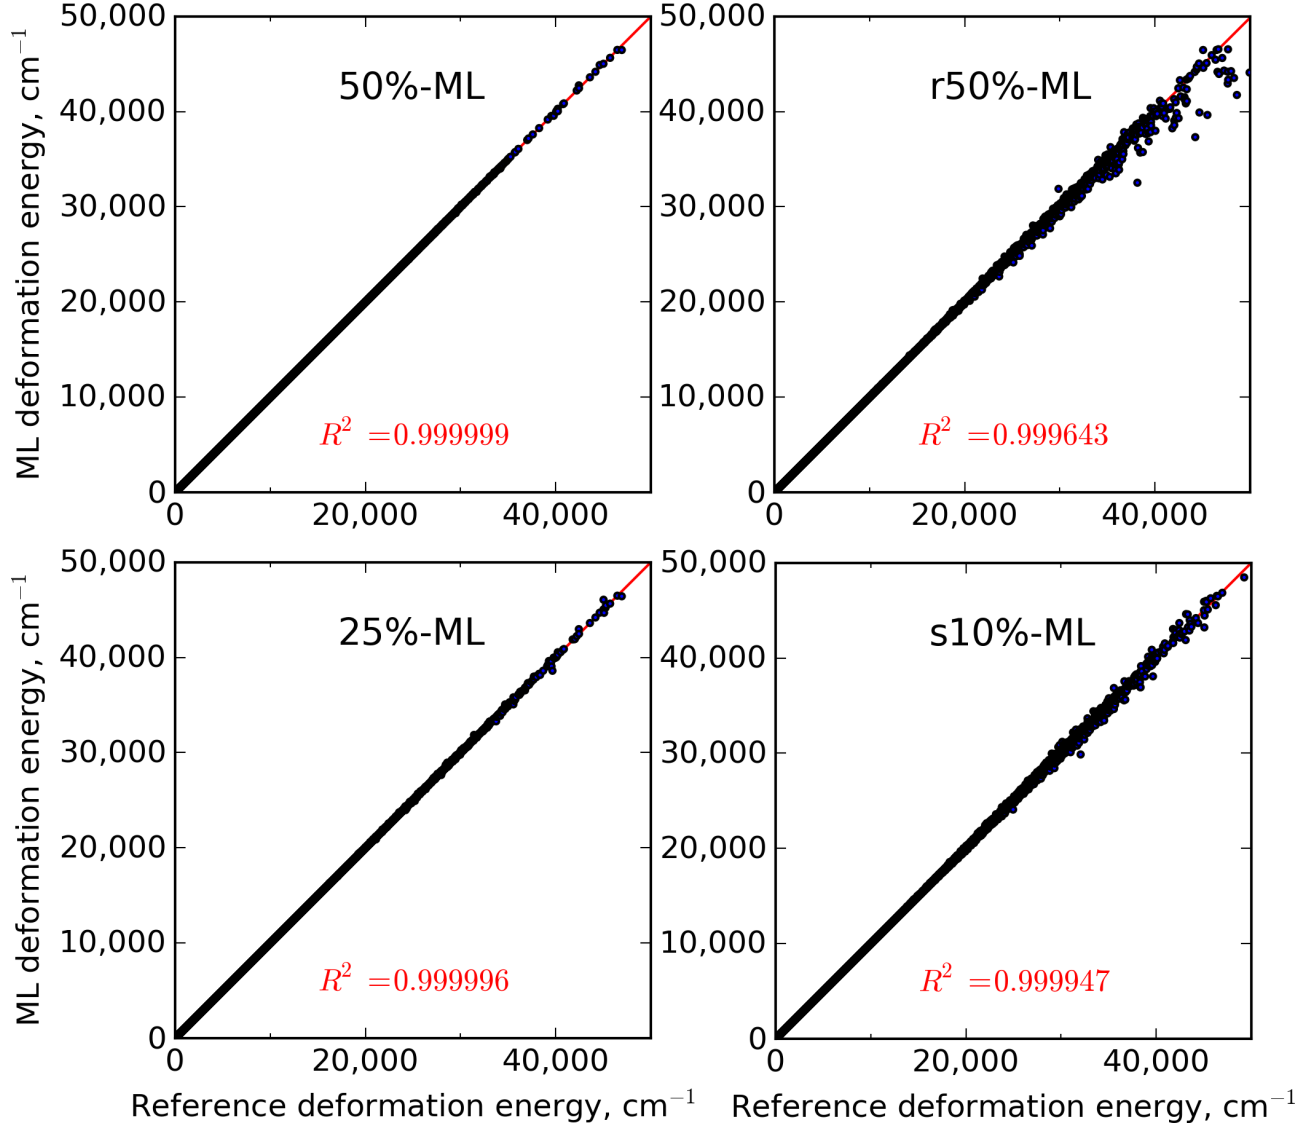 50,000
40,000
30,000
20,000
10,000
0
ML deformation energy, cm⁻¹
50%-ML
R² =0.999999
0 20,000 40,000
50,000
40,000
30,000
20,000
10,000
0
r50%-ML
R² =0.999643
0 20,000 40,000
50,000
40,000
30,000
20,000
10,000
0
ML deformation energy, cm⁻¹
25%-ML
R² =0.999996
0 20,000 40,000
Reference deformation energy, cm⁻¹
50,000
40,000
30,000
20,000
10,000
0
s10%-ML
R² =0.999947
0 20,000 40,000
Reference deformation energy, cm⁻¹